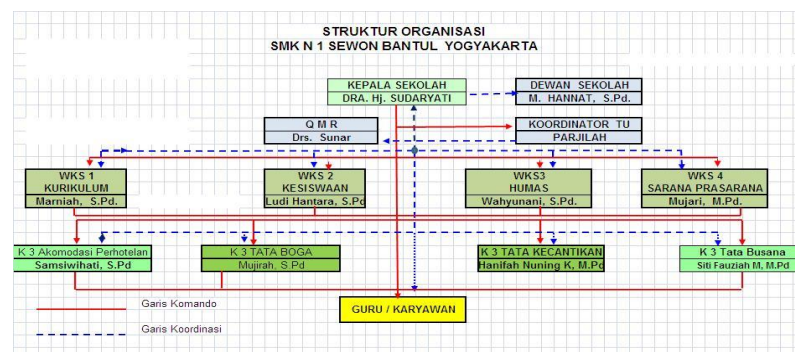 STRUKTUR ORGANISASI
SMK N 1 SEWON BANTUL YOGYAKARTA
KEPALA SEKOLAH
DRA. Hj. SUDARYATI
DEWAN SEKOLAH
M. HANNAT, S.Pd.
Q M R
Drs. Sunar
KOORDINATOR TU
PARJILAH
WKS 1
KURIKULUM
Marniah, S.Pd.
WKS 2
KESISWAAN
Ludi Hantara, S.Pd
WKS3
HUMAS
Wahyunani, S.Pd.
WKS 4
SARANA PRASARANA
Mujari, M.Pd.
K 3 Akomodasi Perhotelan
Samsiwihati, S.Pd
K 3 TATA BOGA
Mujirah, S.Pd
K 3 TATA KECANTIKAN
Hanifah Nuning K, M.Pd
K 3 Tata Busana
Siti Fauziah M, M.Pd
Garis Komando
Garis Koordinasi
GURU / KARYAWAN